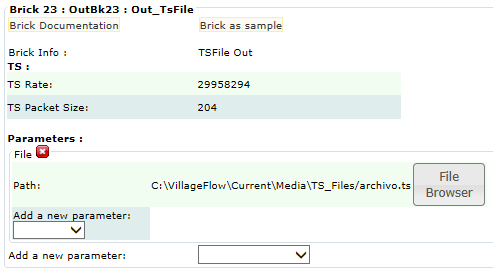 Brick 23 : OutBk23 : Out_TsFile
Brick Documentation Brick as sample
Brick Info : TSFile Out
TS :
TS Rate: 29958294
TS Packet Size: 204
Parameters :
File
Path: C:\VillageFlow\Current\Media\TS_Files/archivo.ts File Browser
Add a new parameter:
Add a new parameter: